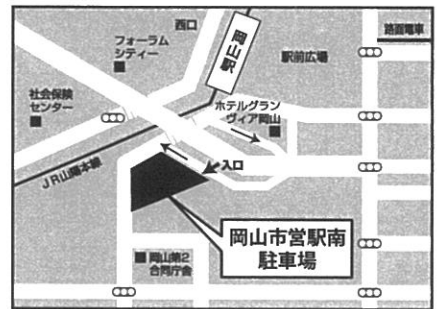 西口
フォーラム
シティー
岡山駅
駅前広場
路面電車
社会保険
センター
ホテルグラン
ヴィア岡山
JR山陽本線
入口
岡山市営駅南
駐車場
岡山第2
合同庁舎